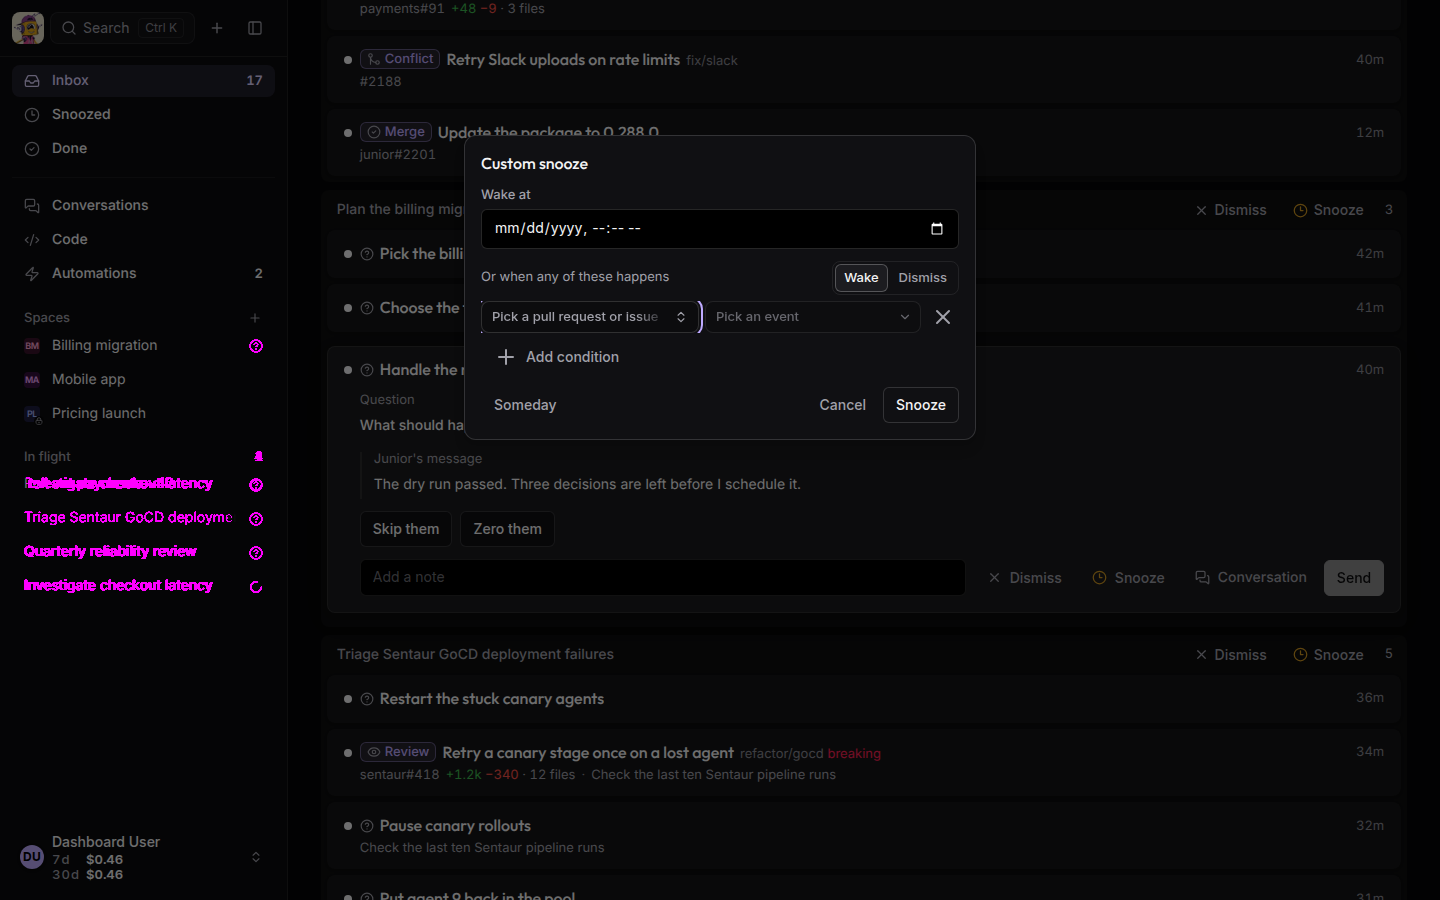 Search Ctrl K
Inbox 17
Snoozed
Done
Conversations
Code
Automations 2
Spaces
BM Billing migration
MA Mobile app
PL Pricing launch
In flight
Triage Sentaur GoCD deployme
Quarterly reliability review
Investigate checkout latency
DU Dashboard User
7d $0.46
30d $0.46
payments#91 +48 −9 · 3 files
Conflict Retry Slack uploads on rate limits fix/slack 40m
#2188
Merge Update the package to 0.288.0 12m
junior#2201
Plan the billing mig Dismiss Snooze 3
Pick the billi 42m
Choose the 41m
Handle the 40m
Question
What should ha
Junior's message
The dry run passed. Three decisions are left before I schedule it.
Skip them Zero them
Add a note Dismiss Snooze Conversation Send
Custom snooze
Wake at
mm/dd/yyyy, --:-- --
Or when any of these happens Wake Dismiss
Pick a pull request or issue Pick an event
Add condition
Someday Cancel Snooze
Triage Sentaur GoCD deployment failures Dismiss Snooze 5
Restart the stuck canary agents 36m
Review Retry a canary stage once on a lost agent refactor/gocd breaking 34m
sentaur#418 +1.2k −340 · 12 files · Check the last ten Sentaur pipeline runs
Pause canary rollouts 32m
Check the last ten Sentaur pipeline runs
Put agent 9 back in the pool 31m